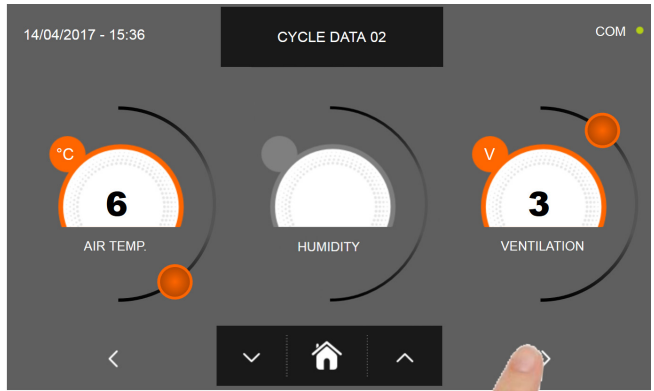 14/04/2017 - 15:36
CYCLE DATA 02
COM
°C
V
6
3
AIR TEMP.
HUMIDITY
VENTILATION